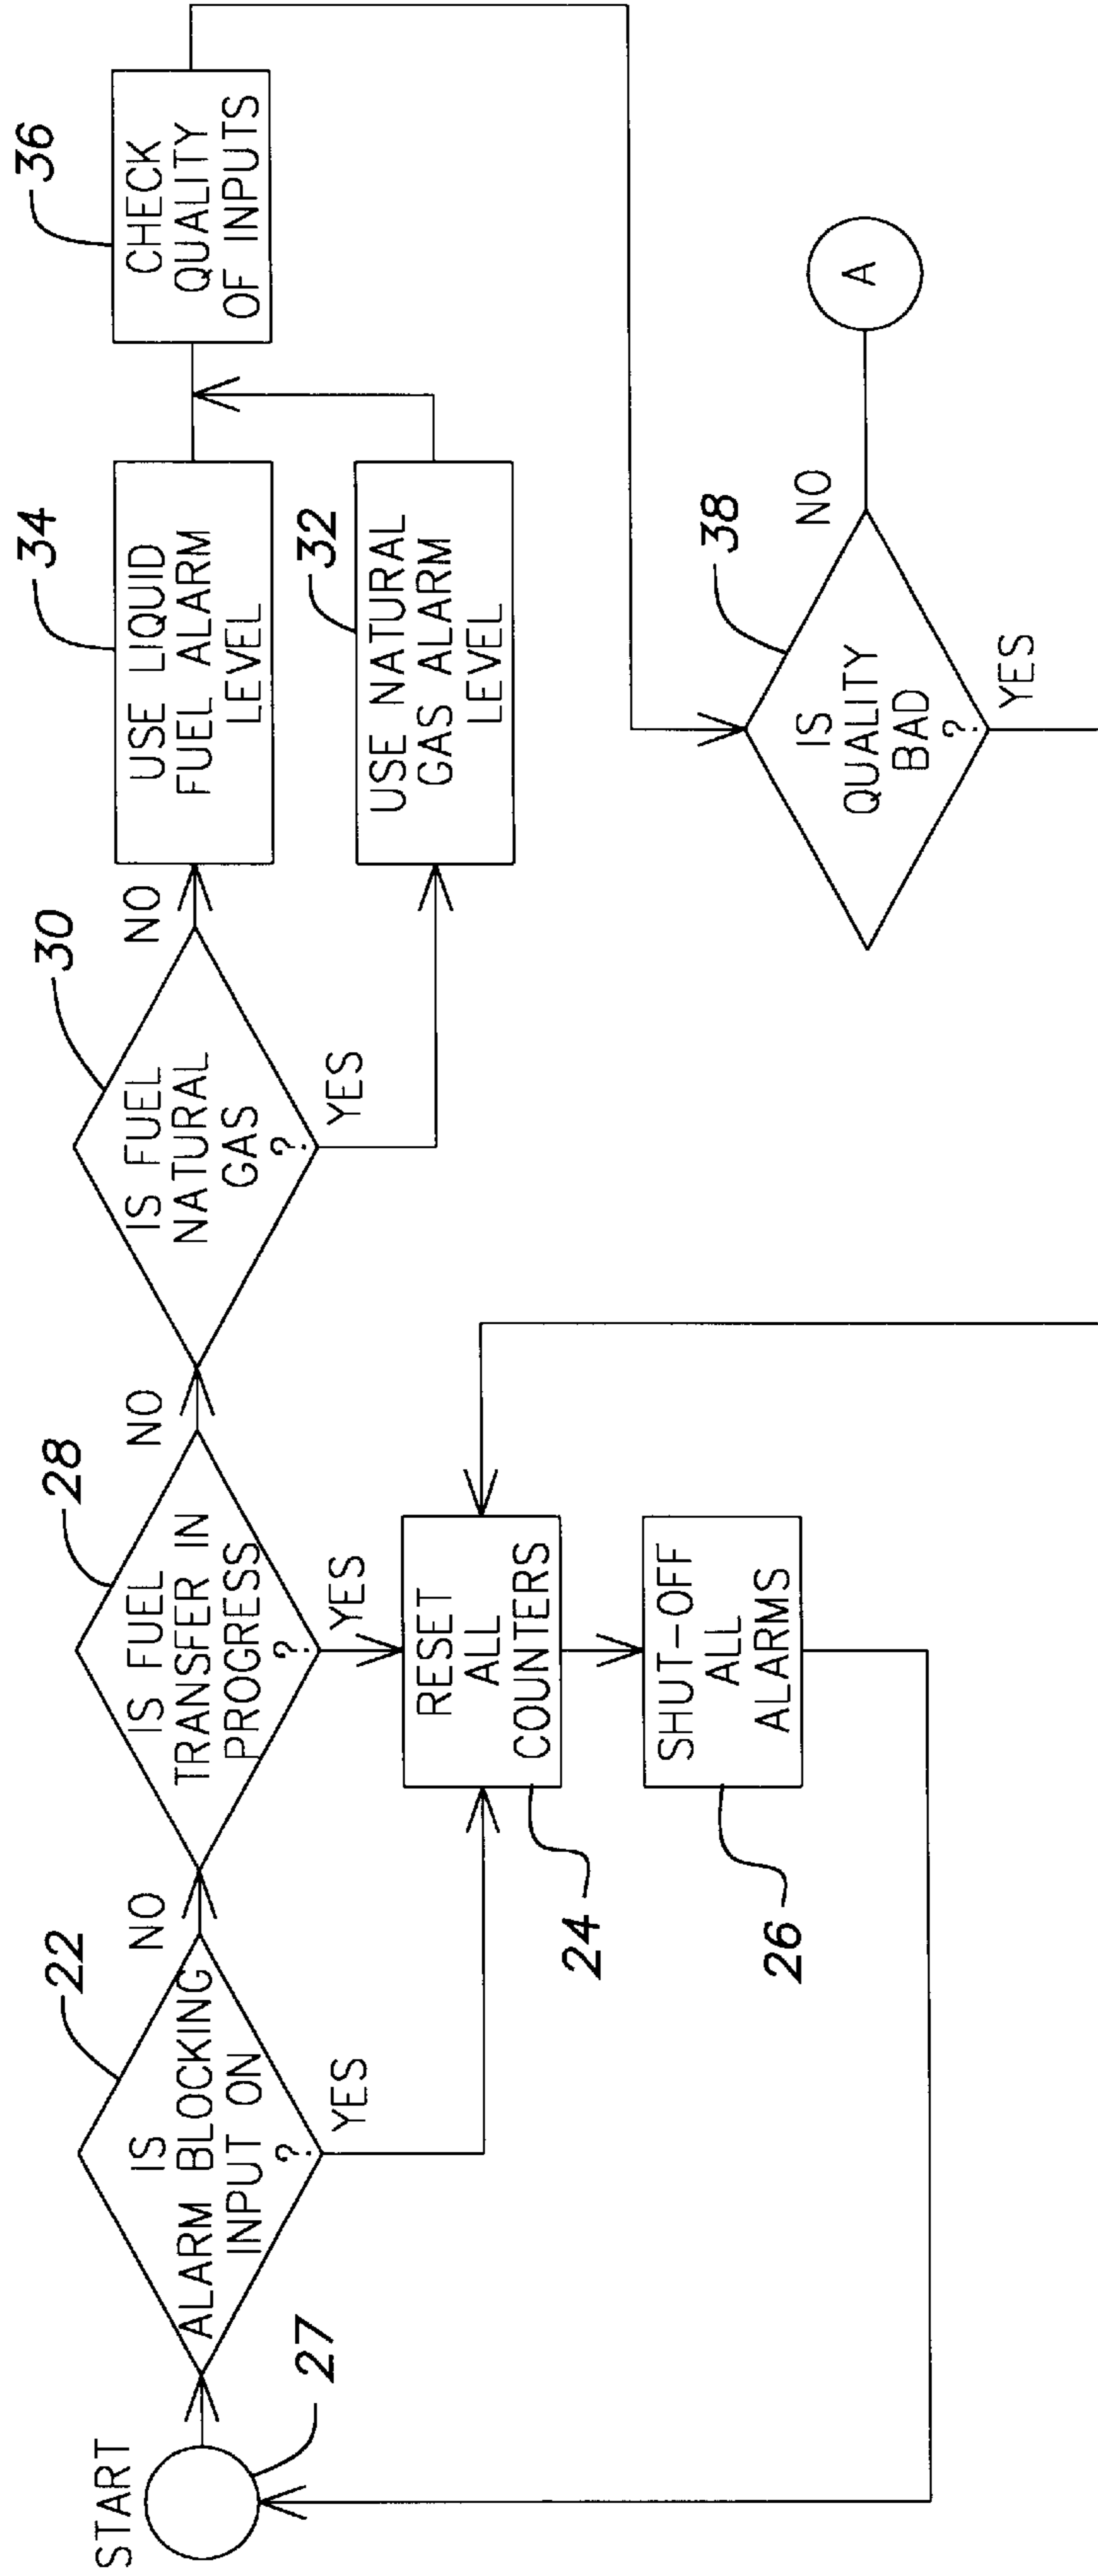 START
27
22
IS
ALARM BLOCKING
INPUT ON
?
NO
YES
28
IS FUEL
TRANSFER IN
PROGRESS
?
NO
YES
30
IS FUEL
NATURAL
GAS
?
NO
YES
34
USE LIQUID
FUEL ALARM
LEVEL
32
USE NATURAL
GAS ALARM
LEVEL
36
CHECK
QUALITY
OF INPUTS
RESET
ALL
COUNTERS
24
SHUT-OFF
ALL
ALARMS
26
38
IS
QUALITY
BAD
?
NO
YES
A